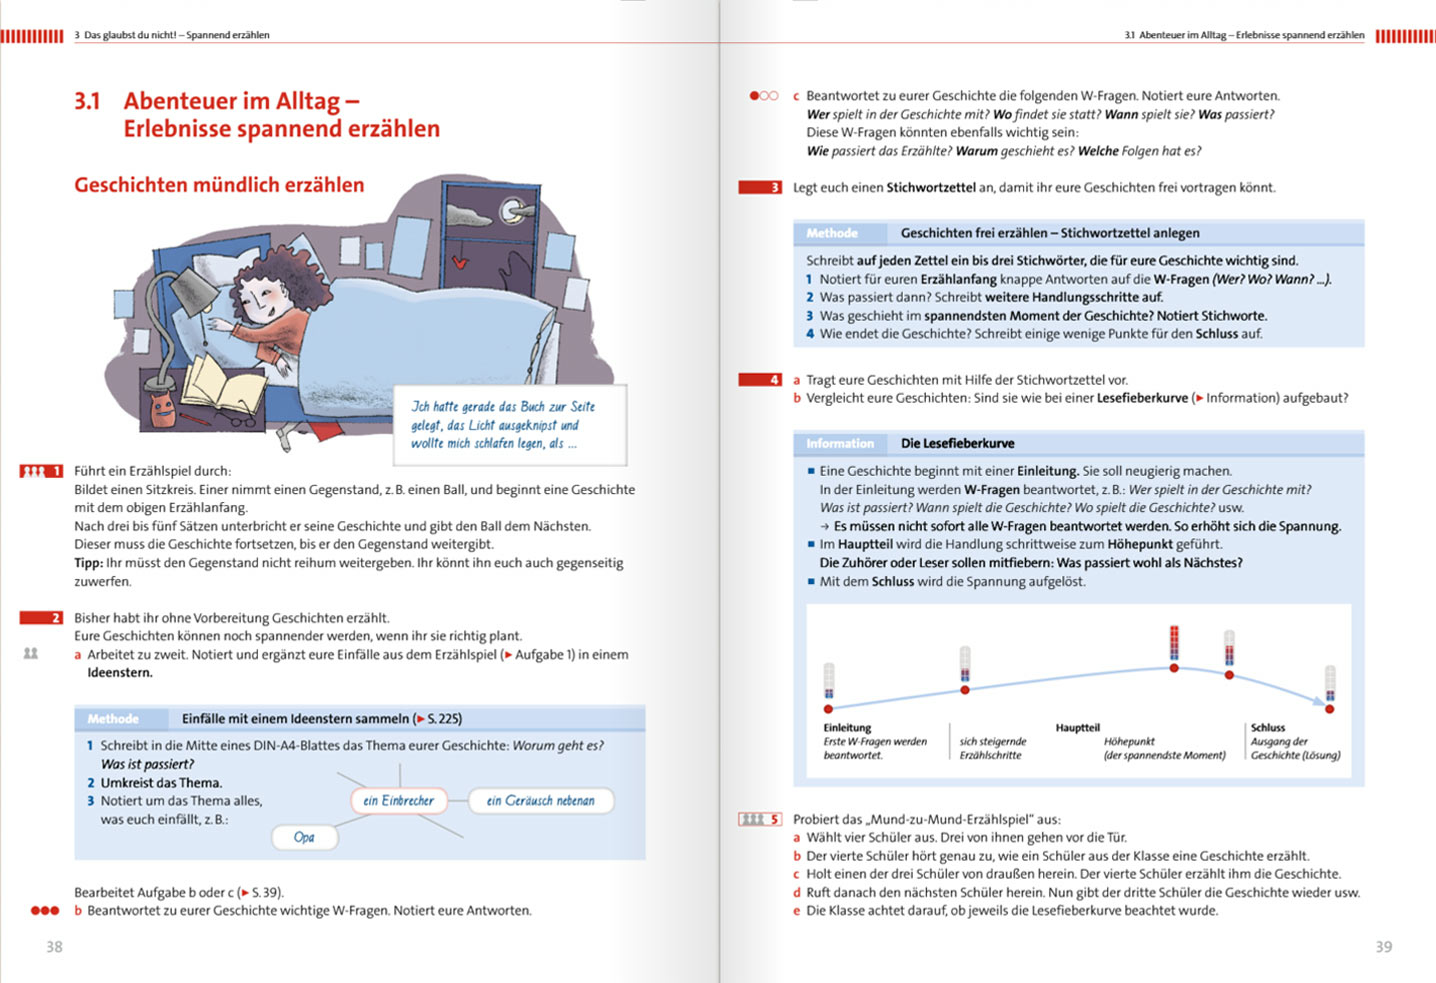 3 Das glaubst du nicht! – Spannend erzählen
3.1 Abenteuer im Alltag –
Erlebnisse spannend erzählen
Geschichten mündlich erzählen
Ich hatte gerade das Buch zur Seite
gelegt, das Licht ausgeknipst und
wollte mich schlafen legen, als ...
1 Führt ein Erzählspiel durch:
Bildet einen Sitzkreis. Einer nimmt einen Gegenstand, z. B. einen Ball, und beginnt eine Geschichte
mit dem obigen Erzählanfang.
Nach drei bis fünf Sätzen unterbricht er seine Geschichte und gibt den Ball dem Nächsten.
Dieser muss die Geschichte fortsetzen, bis er den Gegenstand weitergibt.
Tipp: Ihr müsst den Gegenstand nicht reihum weitergeben. Ihr könnt ihn euch auch gegenseitig
zuwerfen.
2 Bisher habt ihr ohne Vorbereitung Geschichten erzählt.
Eure Geschichten können noch spannender werden, wenn ihr sie richtig plant.
a Arbeitet zu zweit. Notiert und ergänzt eure Einfälle aus dem Erzählspiel (▶ Aufgabe 1) in einem
Ideenstern.
Methode Einfälle mit einem Ideenstern sammeln (▶ S. 225)
1 Schreibt in die Mitte eines DIN-A4-Blattes das Thema eurer Geschichte: Worum geht es?
Was ist passiert?
2 Umkreist das Thema.
3 Notiert um das Thema alles,
was euch einfällt, z. B.:
ein Einbrecher
ein Geräusch nebenan
Opa
Bearbeitet Aufgabe b oder c (▶ S. 39).
b Beantwortet zu eurer Geschichte wichtige W-Fragen. Notiert eure Antworten.
38
3.1 Abenteuer im Alltag – Erlebnisse spannend erzählen
c Beantwortet zu eurer Geschichte die folgenden W-Fragen. Notiert eure Antworten.
Wer spielt in der Geschichte mit? Wo findet sie statt? Wann spielt sie? Was passiert?
Diese W-Fragen könnten ebenfalls wichtig sein:
Wie passiert das Erzählte? Warum geschieht es? Welche Folgen hat es?
3 Legt euch einen Stichwortzettel an, damit ihr eure Geschichten frei vortragen könnt.
Methode Geschichten frei erzählen – Stichwortzettel anlegen
Schreibt auf jeden Zettel ein bis drei Stichwörter, die für eure Geschichte wichtig sind.
1 Notiert für euren Erzählanfang knappe Antworten auf die W-Fragen (Wer? Wo? Wann? ...).
2 Was passiert dann? Schreibt weitere Handlungsschritte auf.
3 Was geschieht im spannendsten Moment der Geschichte? Notiert Stichworte.
4 Wie endet die Geschichte? Schreibt einige wenige Punkte für den Schluss auf.
4 a Tragt eure Geschichten mit Hilfe der Stichwortzettel vor.
b Vergleicht eure Geschichten: Sind sie wie bei einer Lesefieberkurve (▶ Information) aufgebaut?
Information Die Lesefieberkurve
■ Eine Geschichte beginnt mit einer Einleitung. Sie soll neugierig machen.
In der Einleitung werden W-Fragen beantwortet, z. B.: Wer spielt in der Geschichte mit?
Was ist passiert? Wann spielt die Geschichte? Wo spielt die Geschichte? usw.
→ Es müssen nicht sofort alle W-Fragen beantwortet werden. So erhöht sich die Spannung.
■ Im Hauptteil wird die Handlung schrittweise zum Höhepunkt geführt.
Die Zuhörer oder Leser sollen mitfiebern: Was passiert wohl als Nächstes?
■ Mit dem Schluss wird die Spannung aufgelöst.
Einleitung
Erste W-Fragen werden
beantwortet.
Hauptteil
sich steigernde
Erzählschritte
Höhepunkt
(der spannendste Moment)
Schluss
Ausgang der
Geschichte (Lösung)
5 Probiert das „Mund-zu-Mund-Erzählspiel“ aus:
a Wählt vier Schüler aus. Drei von ihnen gehen vor die Tür.
b Der vierte Schüler hört genau zu, wie ein Schüler aus der Klasse eine Geschichte erzählt.
c Holt einen der drei Schüler von draußen herein. Der vierte Schüler erzählt ihm die Geschichte.
d Ruft danach den nächsten Schüler herein. Nun gibt der dritte Schüler die Geschichte wieder usw.
e Die Klasse achtet darauf, ob jeweils die Lesefieberkurve beachtet wurde.
39